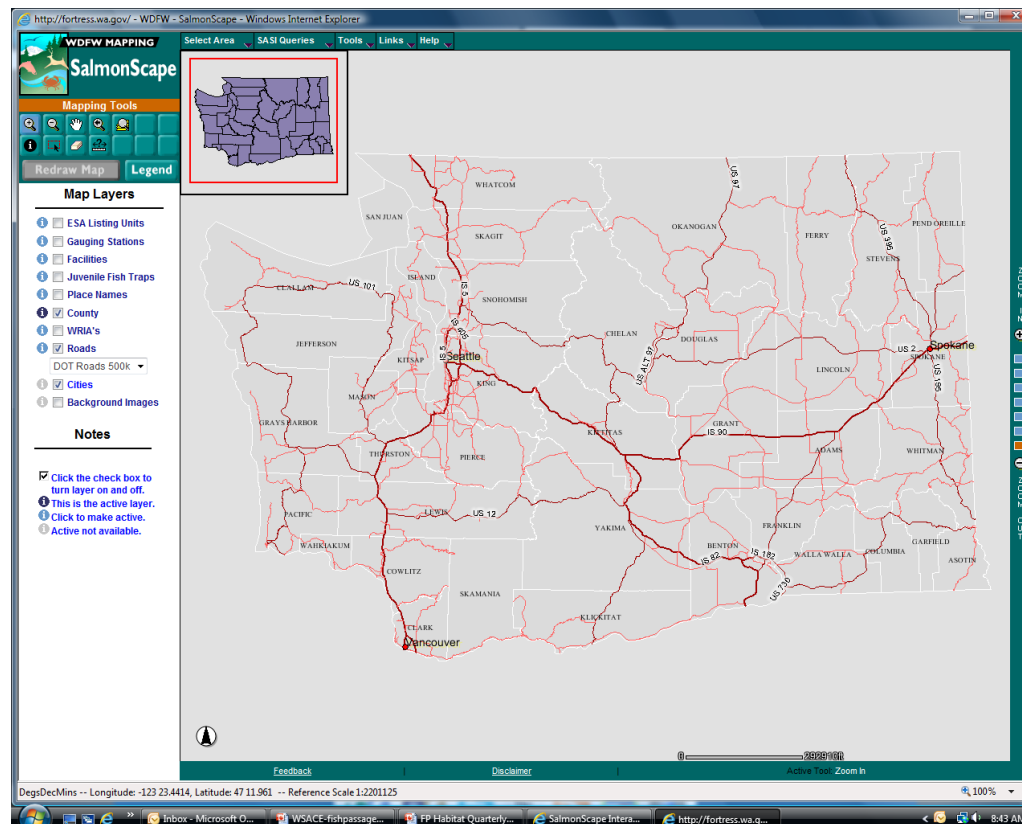 http://fortress.wa.gov/ - WDFW - SalmonScape - Windows Internet Explorer
WDFW MAPPING
SalmonScape
Select Area SASI Queries Tools Links Help
Mapping Tools
Redraw Map Legend
Map Layers
ESA Listing Units
Gauging Stations
Facilities
Juvenile Fish Traps
Place Names
County
WRIA's
Roads
DOT Roads 500k
Cities
Background Images
Notes
Click the check box to
turn layer on and off.
This is the active layer.
Click to make active.
Active not available.
WHATCOM
US 97
SAN JUAN
OKANOGAN
PEND OREILLE
SKAGIT
FERRY
US 395
STEVENS
ISLAND
CLALLAM
US 101
IS 5
SNOHOMISH
IS 405
CHELAN
DOUGLAS
JEFFERSON
IS 5
Seattle
KITSAP
US ALT 97
US 2
Spokane
SPOKANE
LINCOLN
US 195
KING
MASON
GRAYS HARBOR
KITTITAS
GRANT
IS 90
THURSTON
PIERCE
ADAMS
WHITMAN
PACIFIC
LEWIS
US 12
YAKIMA
FRANKLIN
WAHKIAKUM
BENTON
IS 82
IS 182
WALLA WALLA
COLUMBIA
GARFIELD
ASOTIN
COWLITZ
SKAMANIA
US 730
KLICKITAT
CLARK
Vancouver
ZOOM IN
ZOOM OUT
0 292910ft
Feedback | Disclaimer | Active Tool: Zoom In
DegsDecMins -- Longitude: -123 23.4414, Latitude: 47 11.961 -- Reference Scale 1:2201125
100%
Inbox - Microsoft O... WSACE-fishpassage... FP Habitat Quarterly... SalmonScape Intera... http://fortress.wa.g... 8:43 AM